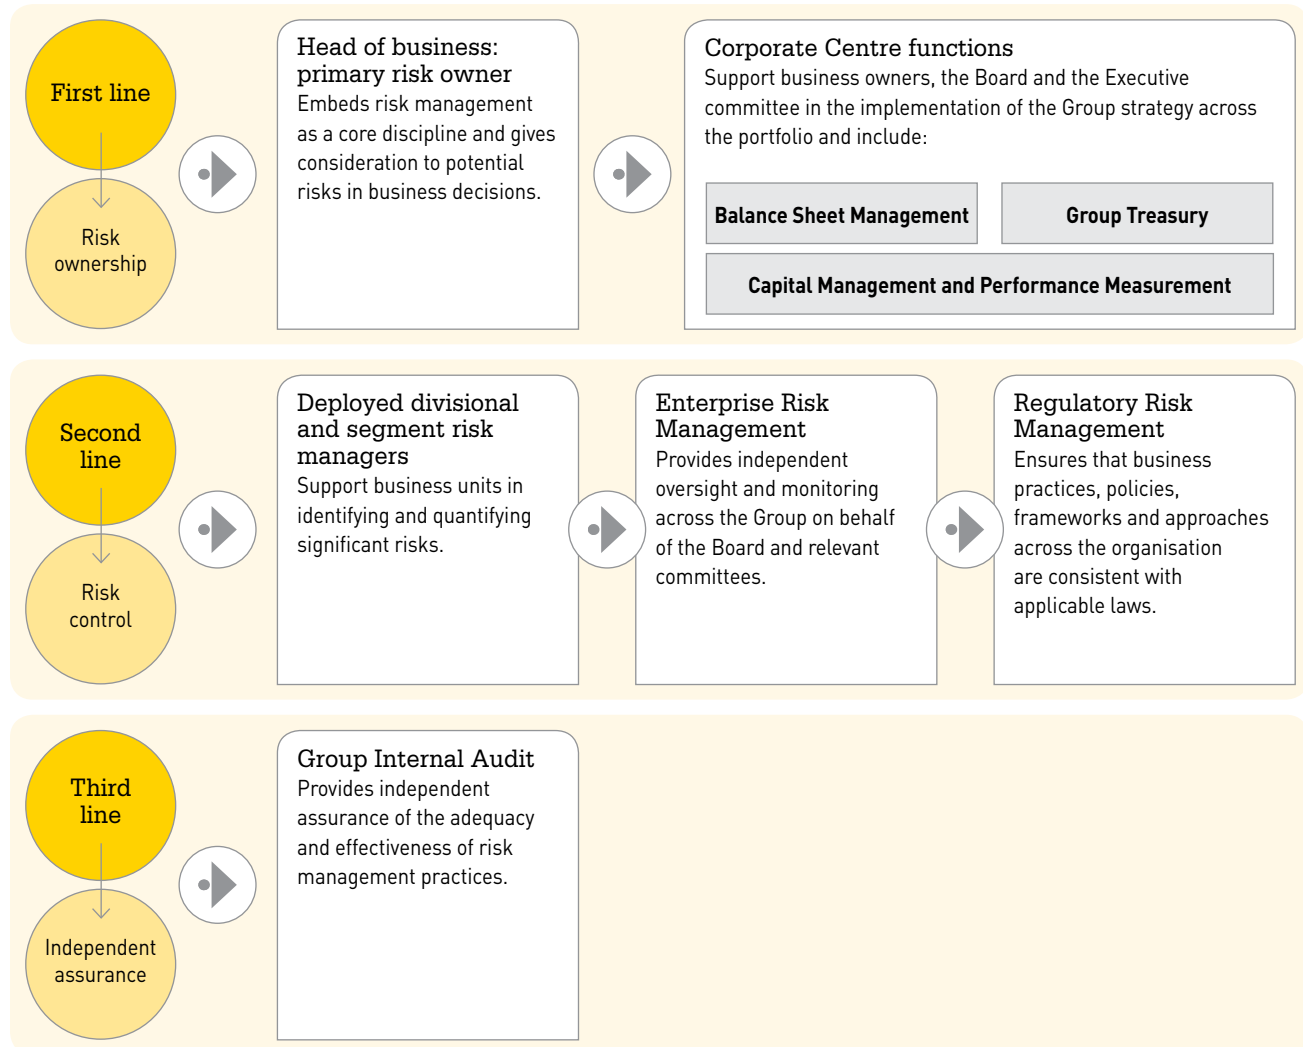 First line
Risk
ownership
Head of business:
primary risk owner
Embeds risk management
as a core discipline and gives
consideration to potential
risks in business decisions.
Corporate Centre functions
Support business owners, the Board and the Executive
committee in the implementation of the Group strategy across
the portfolio and include:
Balance Sheet Management
Group Treasury
Capital Management and Performance Measurement
Second
line
Risk
control
Deployed divisional
and segment risk
managers
Support business units in
identifying and quantifying
significant risks.
Enterprise Risk
Management
Provides independent
oversight and monitoring
across the Group on behalf
of the Board and relevant
committees.
Regulatory Risk
Management
Ensures that business
practices, policies,
frameworks and approaches
across the organisation
are consistent with
applicable laws.
Third
line
Independent
assurance
Group Internal Audit
Provides independent
assurance of the adequacy
and effectiveness of risk
management practices.